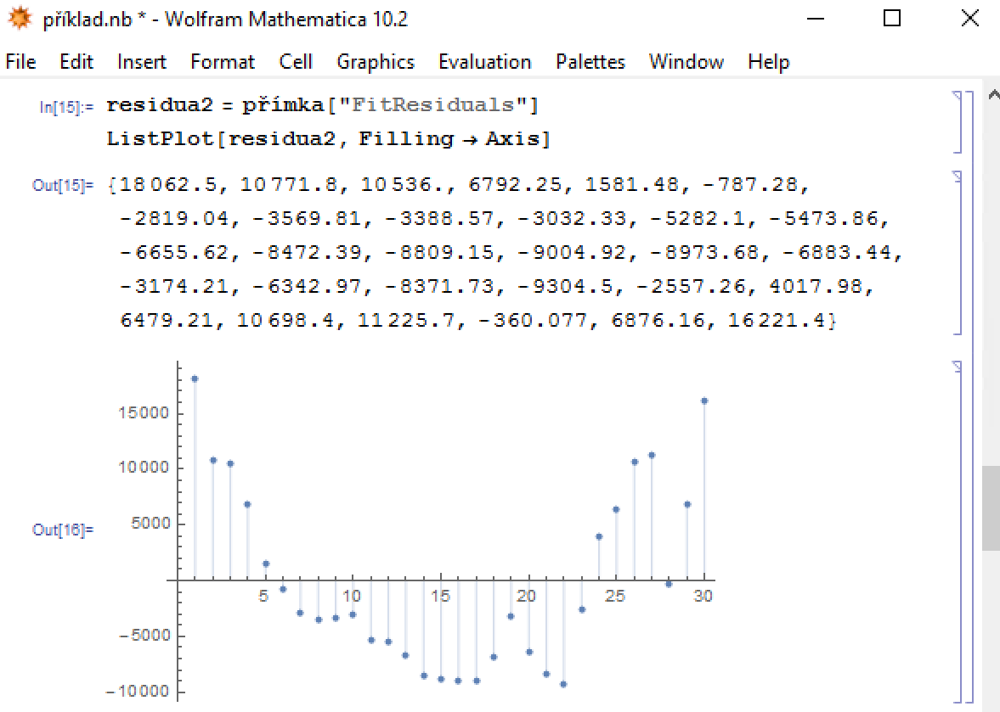 příklad.nb * - Wolfram Mathematica 10.2
File Edit Insert Format Cell Graphics Evaluation Palettes Window Help
In[15]:= residua2 = přímka["FitResiduals"]
ListPlot[residua2, Filling → Axis]
Out[15]= {18 062.5, 10 771.8, 10 536., 6792.25, 1581.48, -787.28,
-2819.04, -3569.81, -3388.57, -3032.33, -5282.1, -5473.86,
-6655.62, -8472.39, -8809.15, -9004.92, -8973.68, -6883.44,
-3174.21, -6342.97, -8371.73, -9304.5, -2557.26, 4017.98,
6479.21, 10 698.4, 11 225.7, -360.077, 6876.16, 16 221.4}
15000
10000
5000
Out[16]=
5 10 15 20 25 30
-5000
-10000